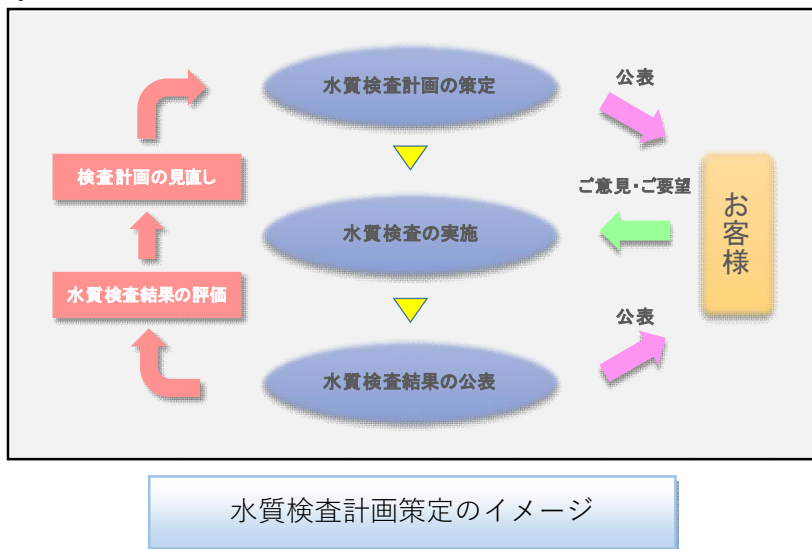 水質検査計画の策定
公表
検査計画の見直し
ご意見・ご要望
お客様
水質検査の実施
水質検査結果の評価
公表
水質検査結果の公表
水質検査計画策定のイメージ